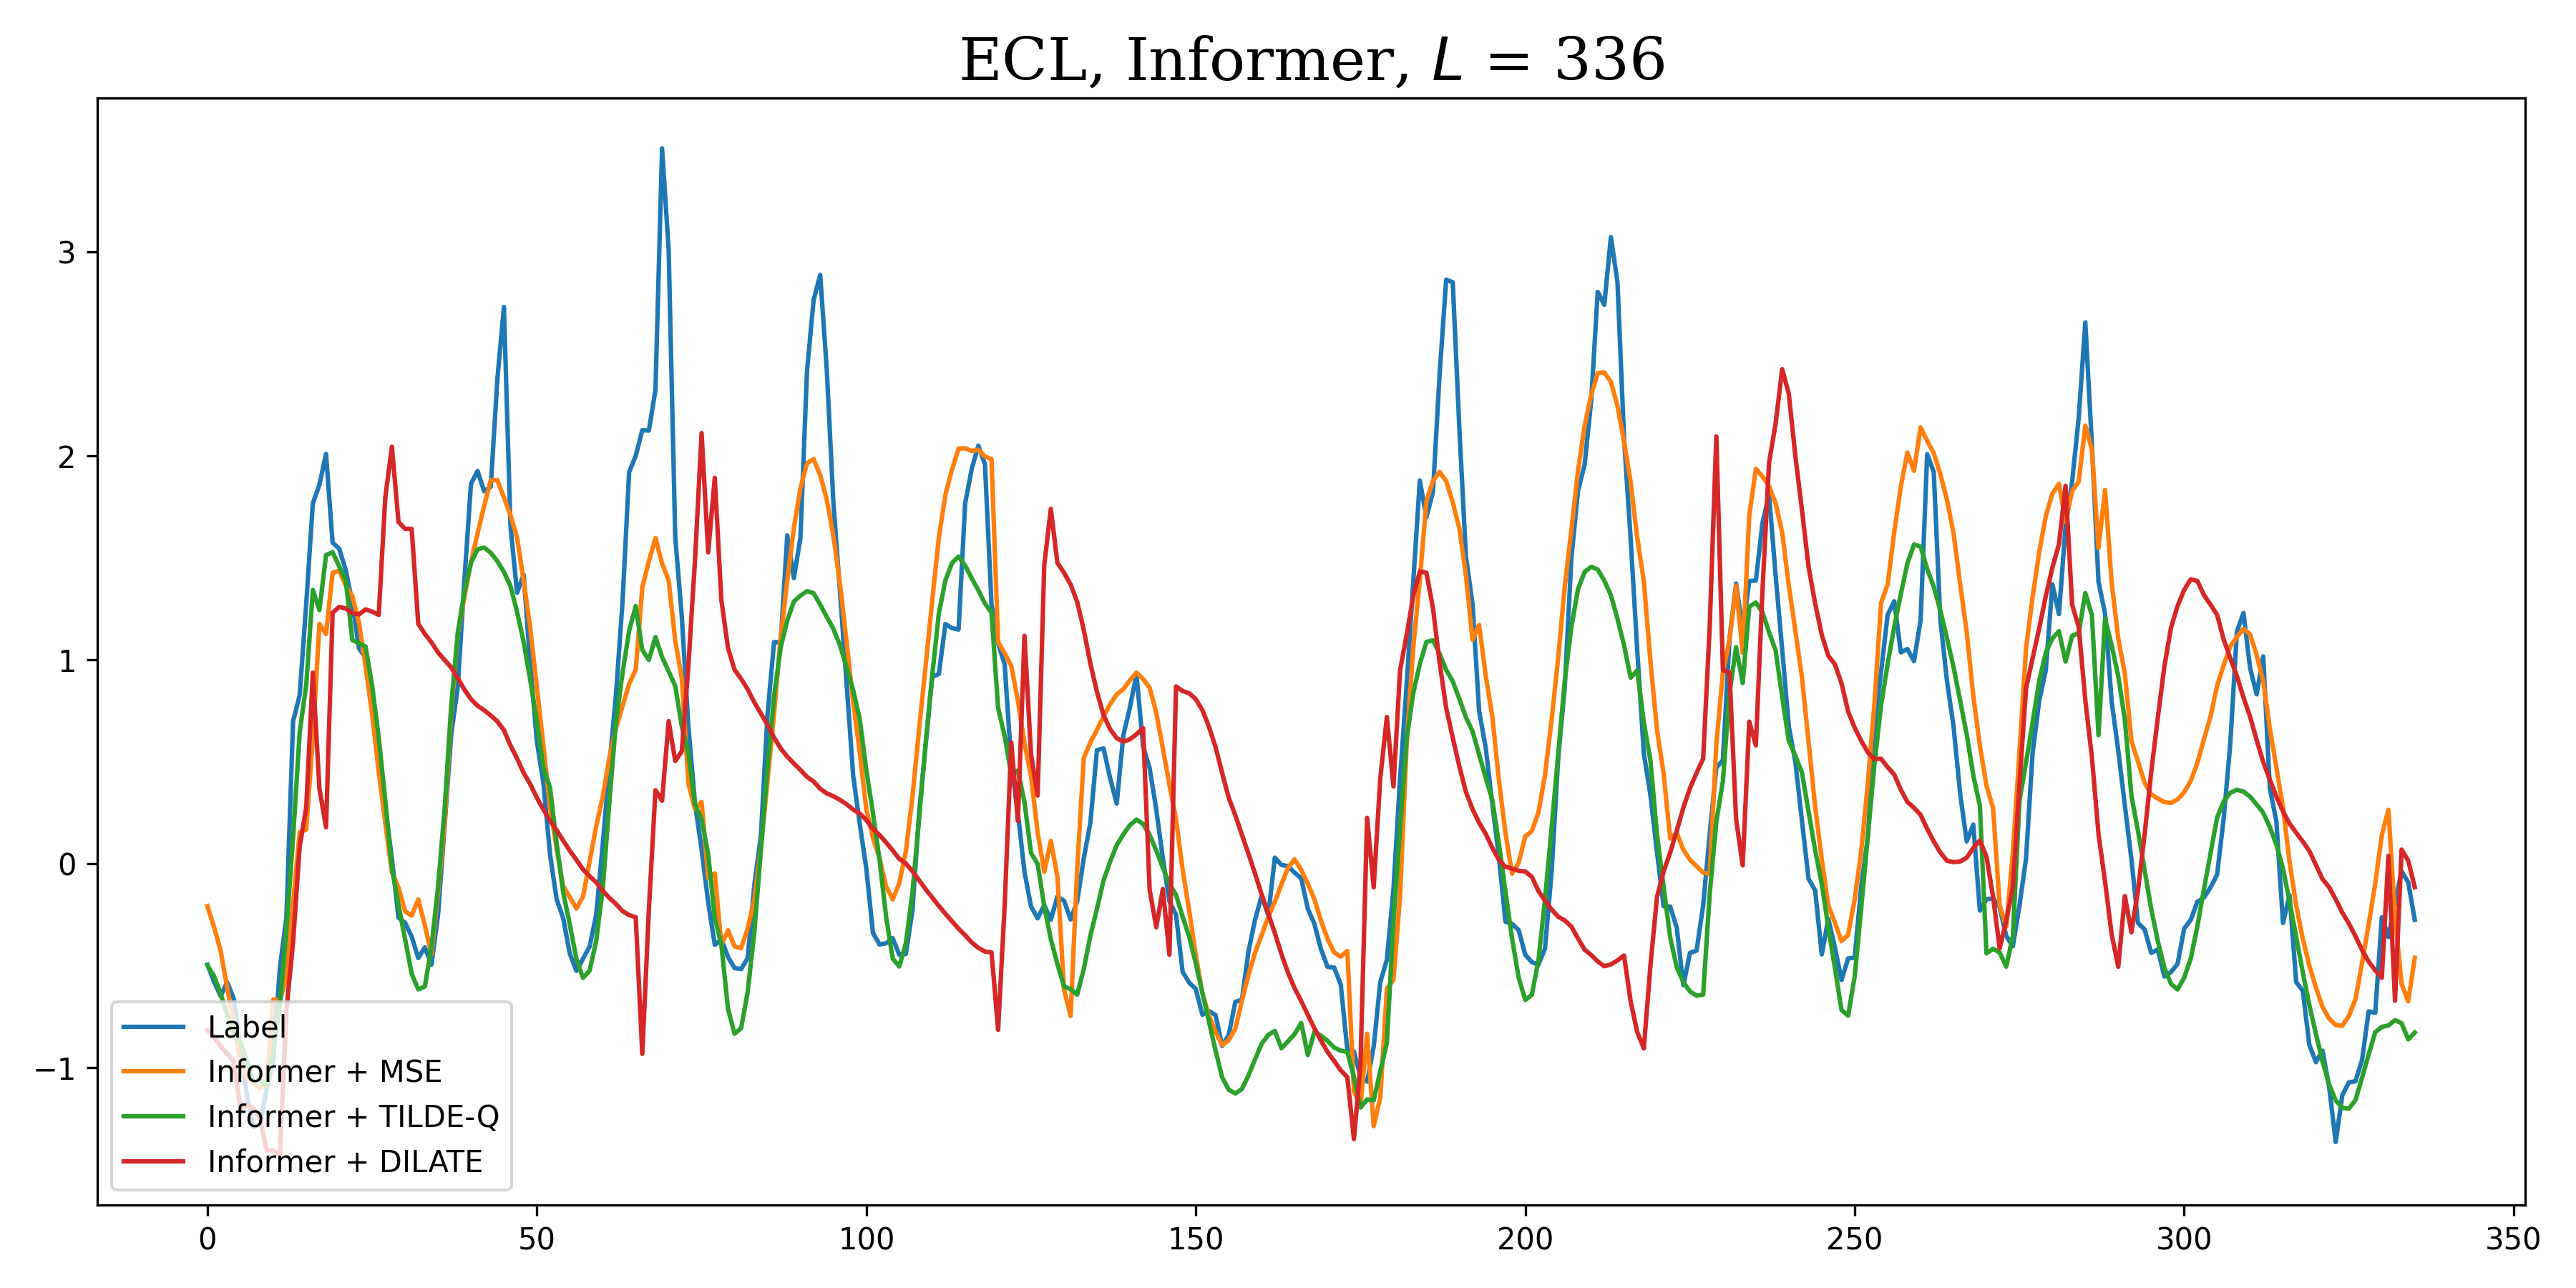 ECL, Informer, L = 336
3
2
1
0
−1
Label
Informer + MSE
Informer + TILDE-Q
Informer + DILATE
0 50 100 150 200 250 300 350